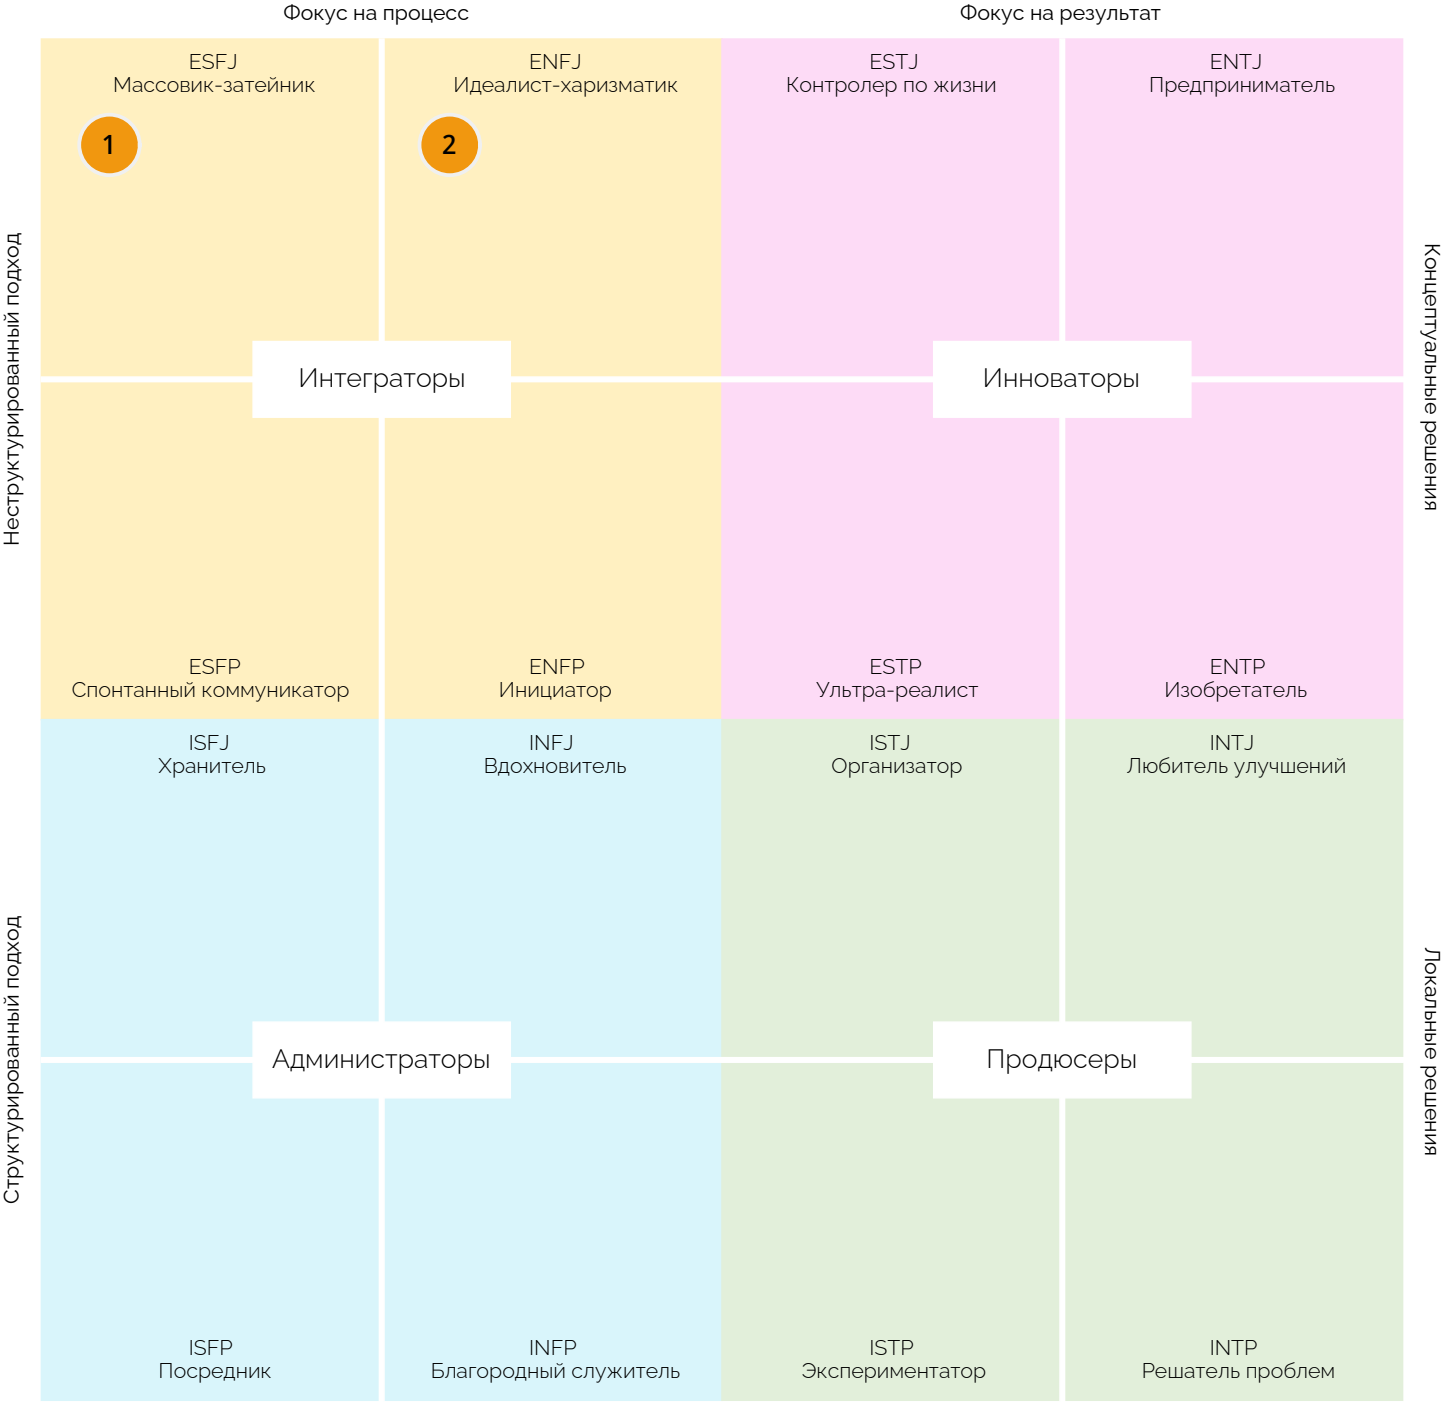 Фокус на процесс
Фокус на результат
ESFJ
Массовик-затейник
ENFJ
Идеалист-харизматик
ESTJ
Контролер по жизни
ENTJ
Предприниматель
1
2
Неструктурированный подход
Концептуальные решения
Интеграторы
Инноваторы
ESFP
Спонтанный коммуникатор
ENFP
Инициатор
ESTP
Ультра-реалист
ENTP
Изобретатель
ISFJ
Хранитель
INFJ
Вдохновитель
ISTJ
Организатор
INTJ
Любитель улучшений
Структурированный подход
Локальные решения
Администраторы
Продюсеры
ISFP
Посредник
INFP
Благородный служитель
ISTP
Экспериментатор
INTP
Решатель проблем